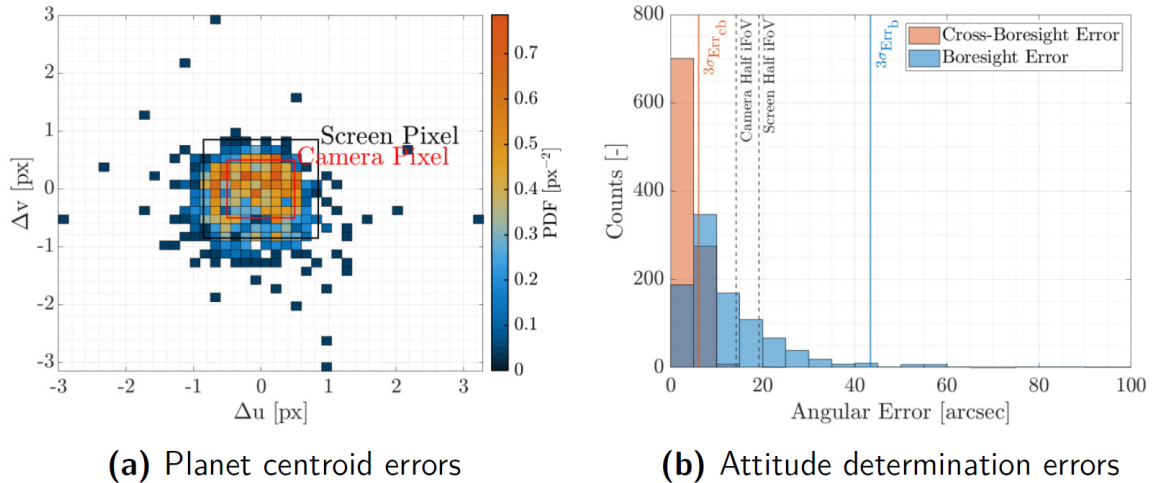 3
2
1
0
-1
-2
-3
Δv [px]
-3
-2
-1
0
1
2
3
Δu [px]
Screen Pixel
Camera Pixel
0.7
0.6
0.5
0.4
0.3
0.2
0.1
0
PDF [px⁻²]
(a) Planet centroid errors
800
600
400
200
0
Counts [-]
0
20
40
60
80
100
Angular Error [arcsec]
3σErr_cb
Camera Half iFoV
Screen Half iFoV
3σErr_b
Cross-Boresight Error
Boresight Error
(b) Attitude determination errors